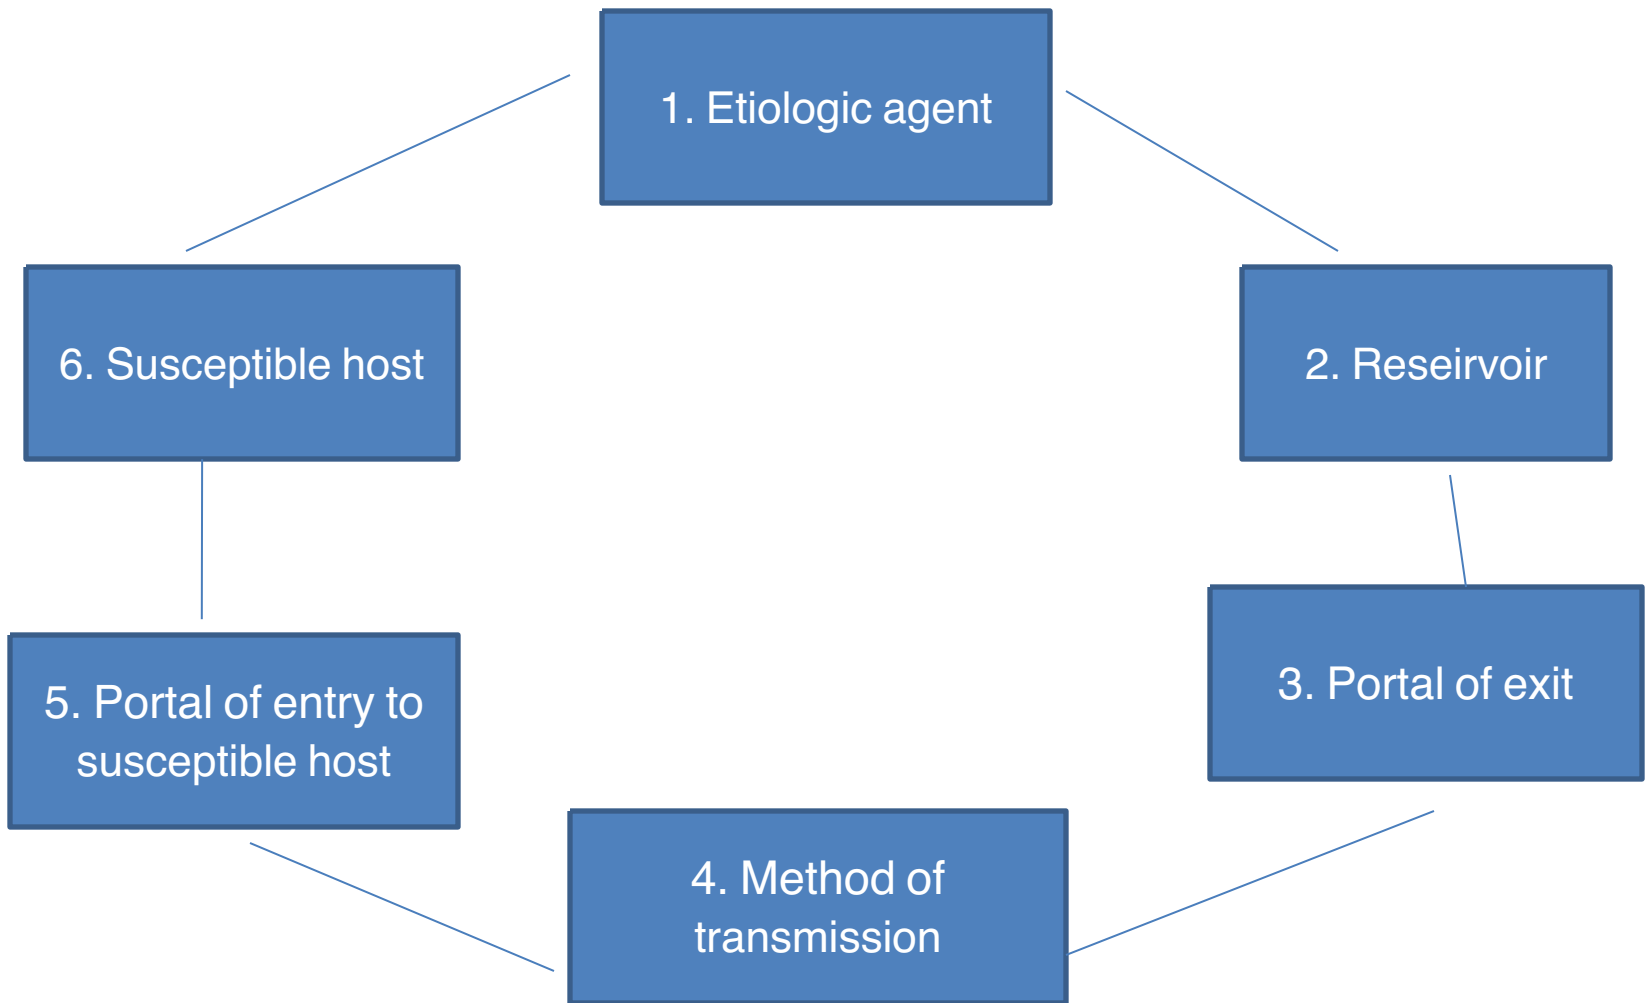 1. Etiologic agent
2. Reseirvoir
3. Portal of exit
4. Method of
transmission
5. Portal of entry to
susceptible host
6. Susceptible host